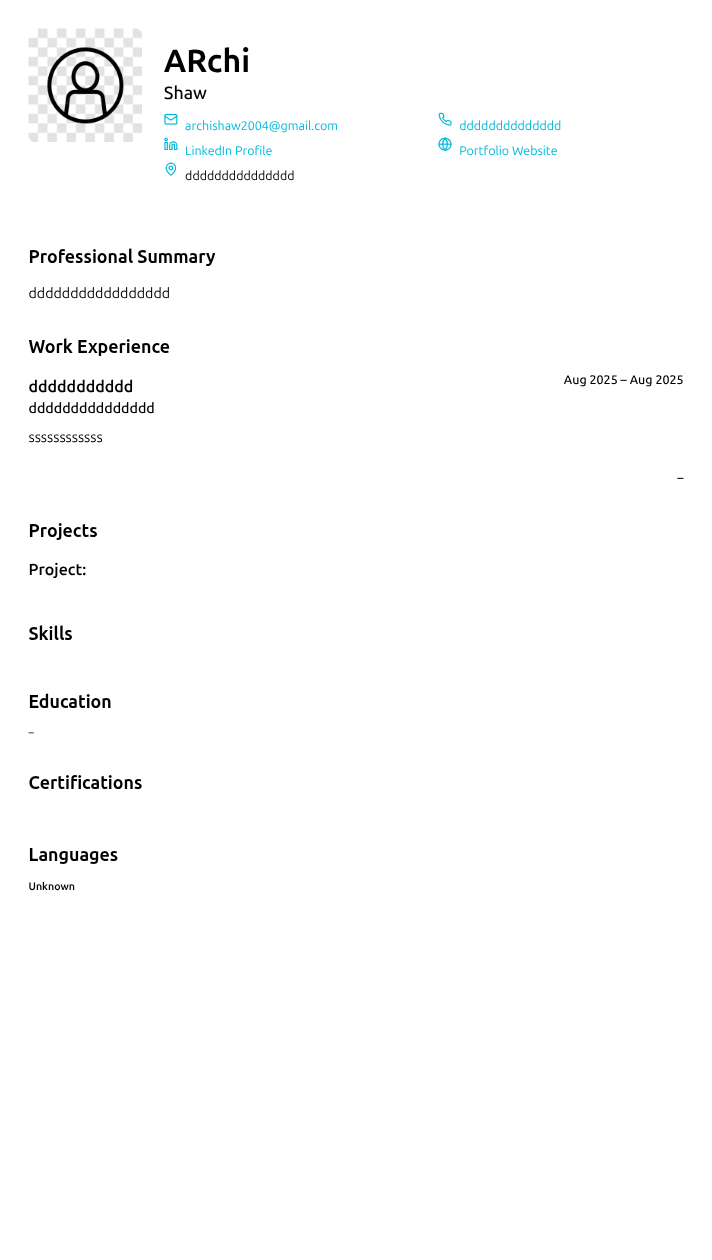 ARchi
Shaw
archishaw2004@gmail.com
dddddddddddddd
LinkedIn Profile
Portfolio Website
ddddddddddddddd
Professional Summary
ddddddddddddddddd
Work Experience
ddddddddddd
Aug 2025 – Aug 2025
ddddddddddddddd
ssssssssssss
–
Projects
Project:
Skills
Education
–
Certifications
Languages
Unknown